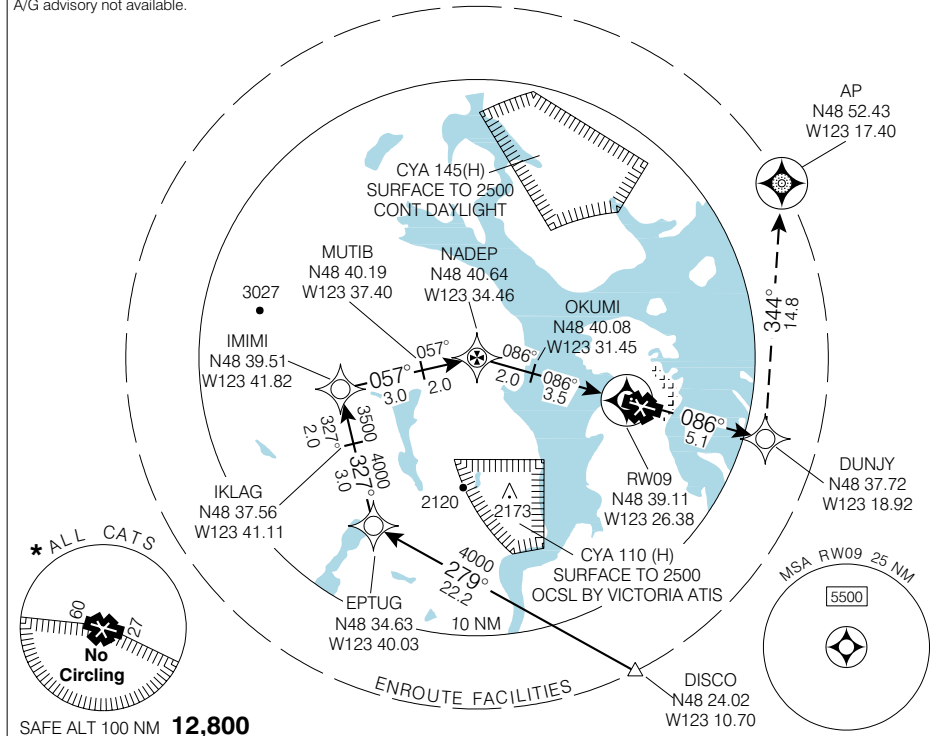 A/G advisory not available.
AP
N48 52.43
W123 17.40
CYA 145(H)
SURFACE TO 2500
CONT DAYLIGHT
MUTIB
N48 40.19
W123 37.40
NADEP
N48 40.64
W123 34.46
OKUMI
N48 40.08
W123 31.45
3027
IMIMI
N48 39.51
W123 41.82
057°
3.0
057°
2.0
086°
2.0
086°
3.5
086°
5.1
344°
14.8
3500
327°
2.0
4000
327°
3.0
IKLAG
N48 37.56
W123 41.11
2120
2173
RW09
N48 39.11
W123 26.38
DUNJY
N48 37.72
W123 18.92
CYA 110 (H)
SURFACE TO 2500
OCSL BY VICTORIA ATIS
4000
279°
22.2
EPTUG
N48 34.63
W123 40.03
10 NM
* ALL CATS
60
27
No
Circling
MSA RW09 25 NM
5500
ENROUTE FACILITIES
DISCO
N48 24.02
W123 10.70
SAFE ALT 100 NM 12,800